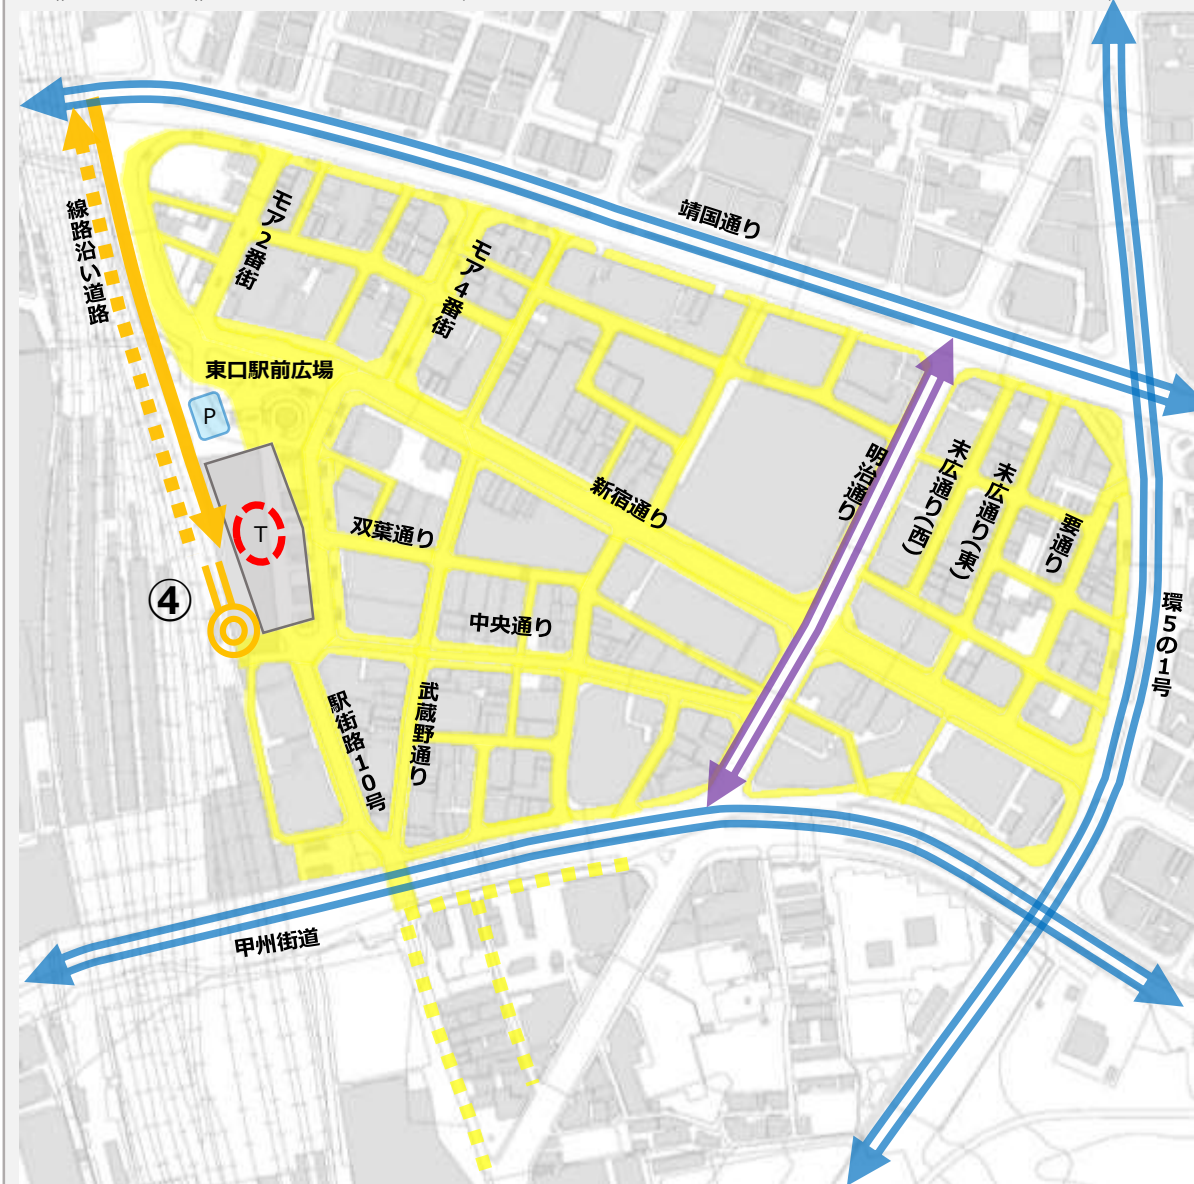 靖国通り
線路沿い道路
モア2番街
モア4番街
東口駅前広場
P
明治通り
末広通り(西)
末広通り(東)
要通り
新宿通り
双葉通り
T
④
中央通り
環5の1号
駅街路10号
武蔵野通り
甲州街道